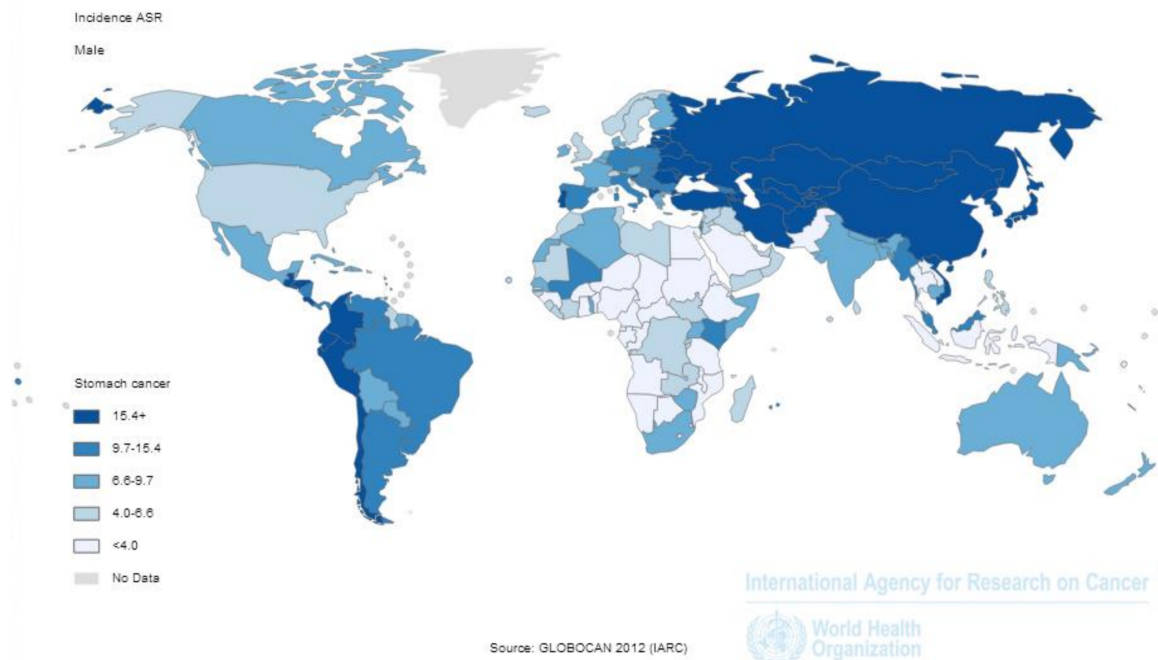 Incidence ASR
Male
Stomach cancer
15.4+
9.7-15.4
6.6-9.7
4.0-6.6
<4.0
No Data
International Agency for Research on Cancer
World Health
Organization
Source: GLOBOCAN 2012 (IARC)